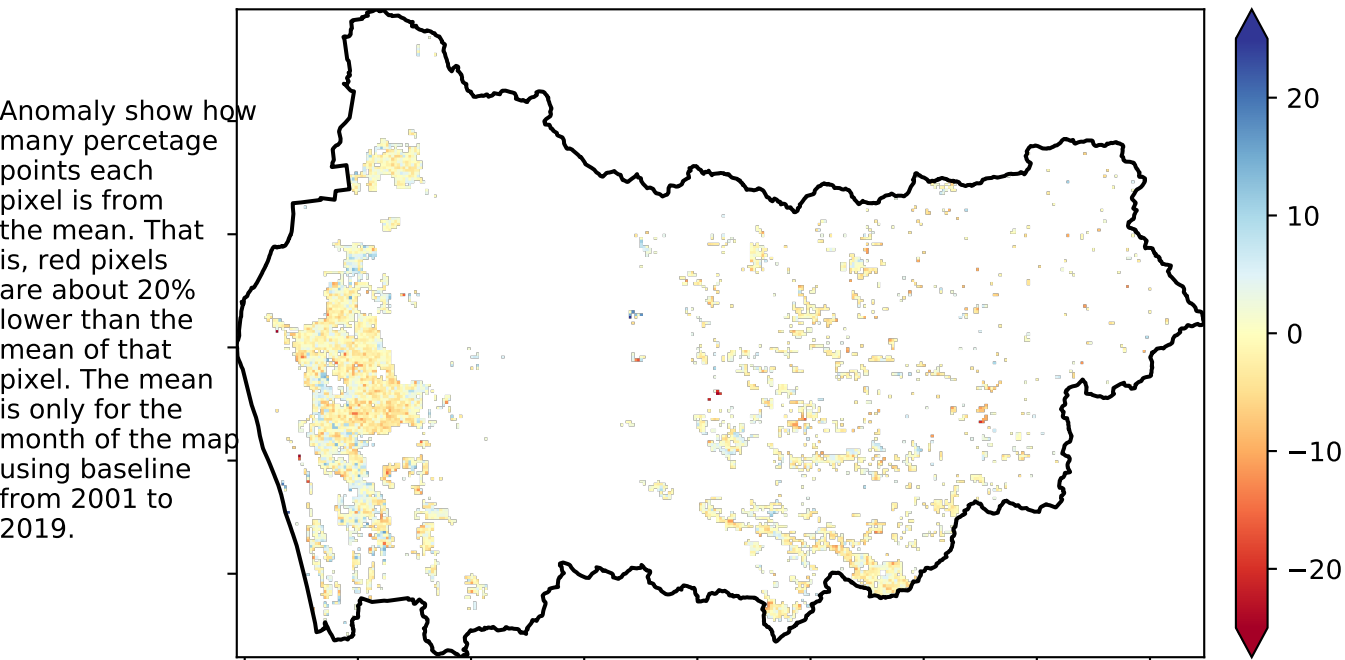 Anomaly show how
many percetage
points each
pixel is from
the mean. That
is, red pixels
are about 20%
lower than the
mean of that
pixel. The mean
is only for the
month of the map
using baseline
from 2001 to
2019.
20
10
0
−10
−20